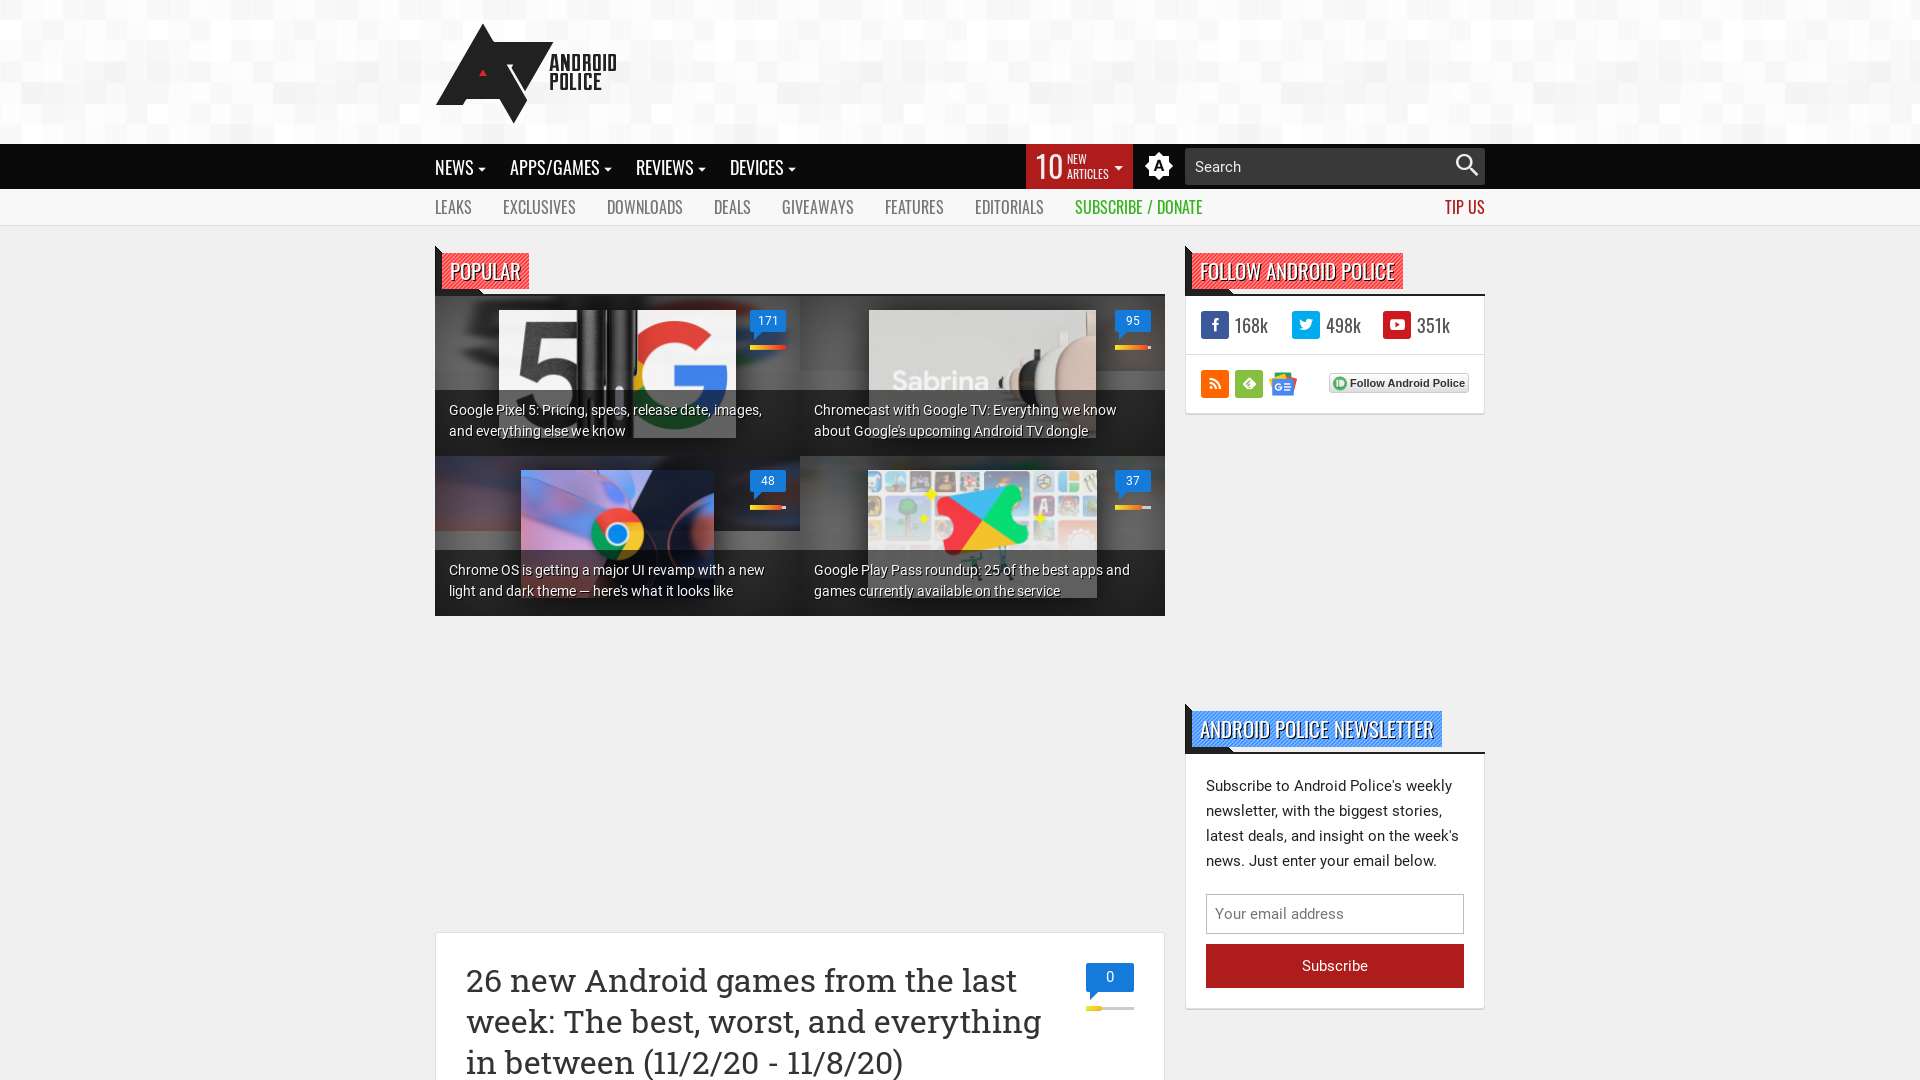 ANDROID
POLICE
NEWS
APPS/GAMES
REVIEWS
DEVICES
10 NEW ARTICLES
A
Search
LEAKS
EXCLUSIVES
DOWNLOADS
DEALS
GIVEAWAYS
FEATURES
EDITORIALS
SUBSCRIBE / DONATE
TIP US
POPULAR
171
5
G
Google Pixel 5: Pricing, specs, release date, images,
and everything else we know
95
Sabrina
Chromecast with Google TV: Everything we know
about Google's upcoming Android TV dongle
48
Chrome OS is getting a major UI revamp with a new
light and dark theme — here's what it looks like
37
Google Play Pass roundup: 25 of the best apps and
games currently available on the service
FOLLOW ANDROID POLICE
168k
498k
351k
Follow Android Police
ANDROID POLICE NEWSLETTER
Subscribe to Android Police's weekly
newsletter, with the biggest stories,
latest deals, and insight on the week's
news. Just enter your email below.
Your email address
Subscribe
26 new Android games from the last
week: The best, worst, and everything
in between (11/2/20 - 11/8/20)
0